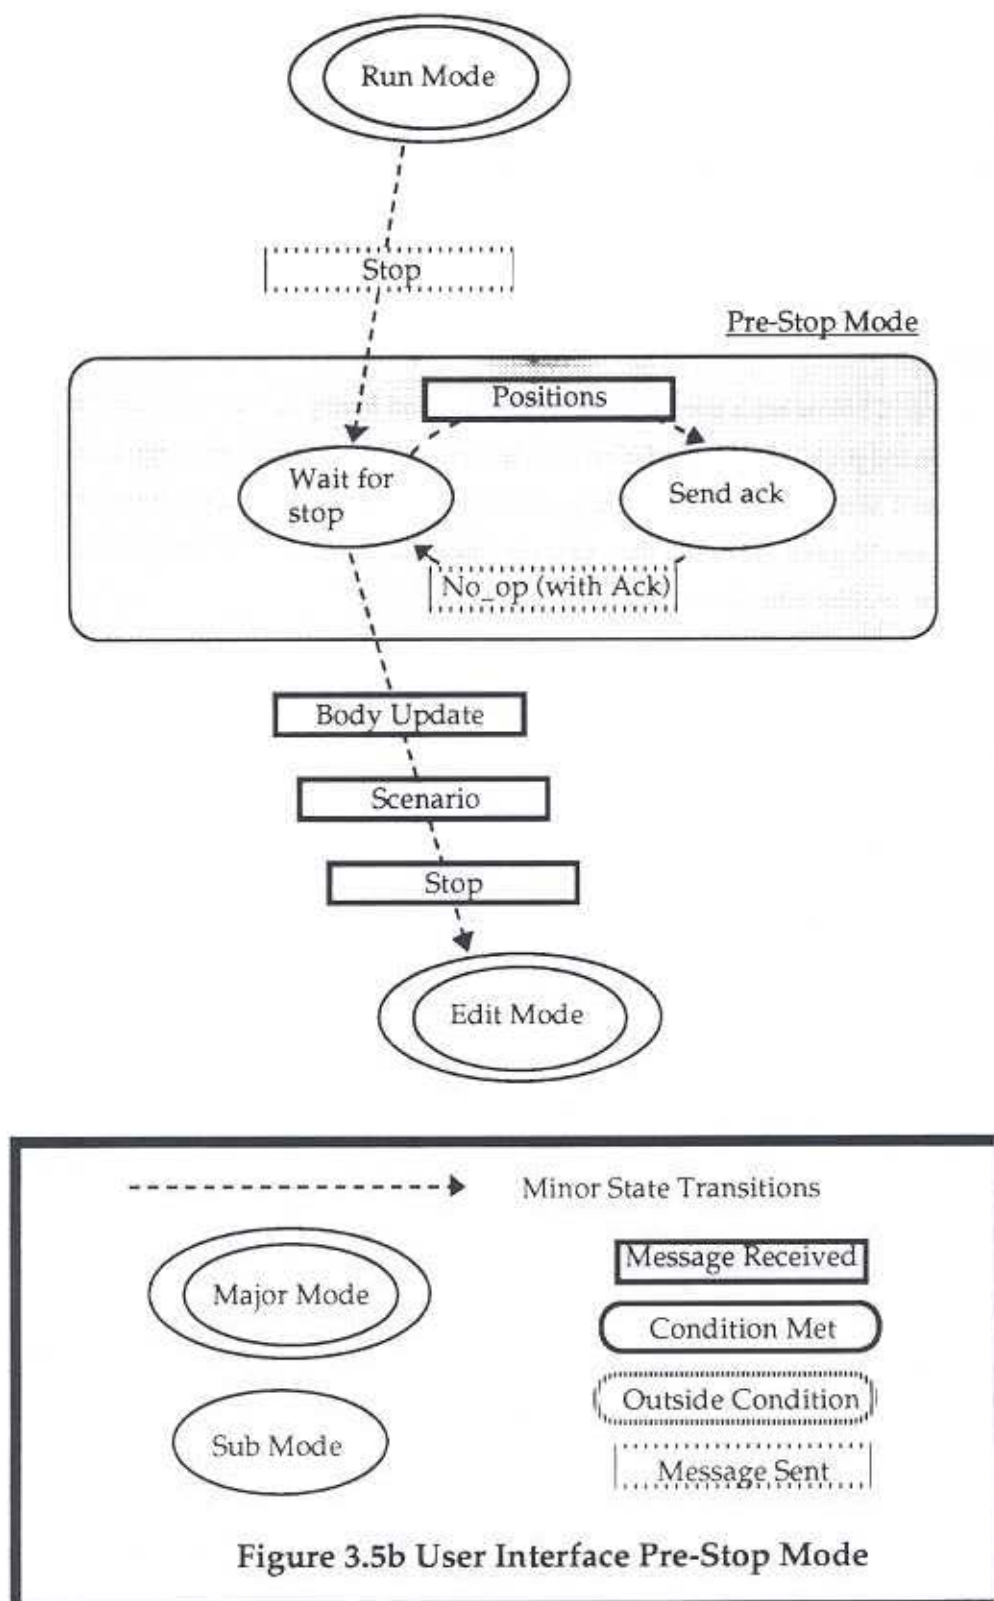 Run Mode
Stop
Pre-Stop Mode
Positions
Wait for
stop
Send ack
No_op (with Ack)
Body Update
Scenario
Stop
Edit Mode
Minor State Transitions
Major Mode
Message Received
Condition Met
Outside Condition
Sub Mode
Message Sent
Figure 3.5b User Interface Pre-Stop Mode